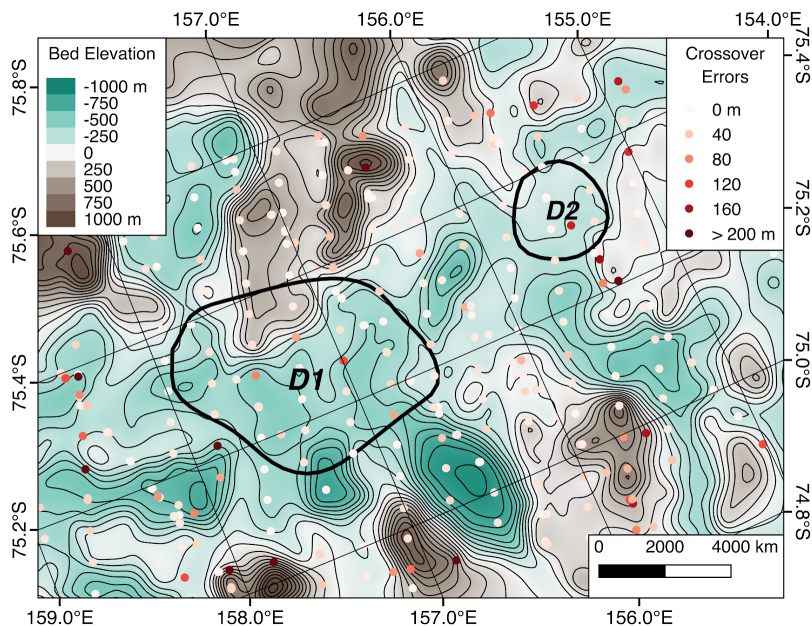 157.0°S 156.0°S 155.0°S 154.0°S
Bed Elevation
-1000 m
-750
-500
-250
0
250
500
750
1000 m
Crossover
Errors
0 m
40
80
120
160
> 200 m
75.8°S
75.6°S
75.4°S
75.2°S
75.4°S
75.2°S
75.0°S
74.8°S
D2
D1
0 2000 4000 km
159.0°S 158.0°S 157.0°S 156.0°S